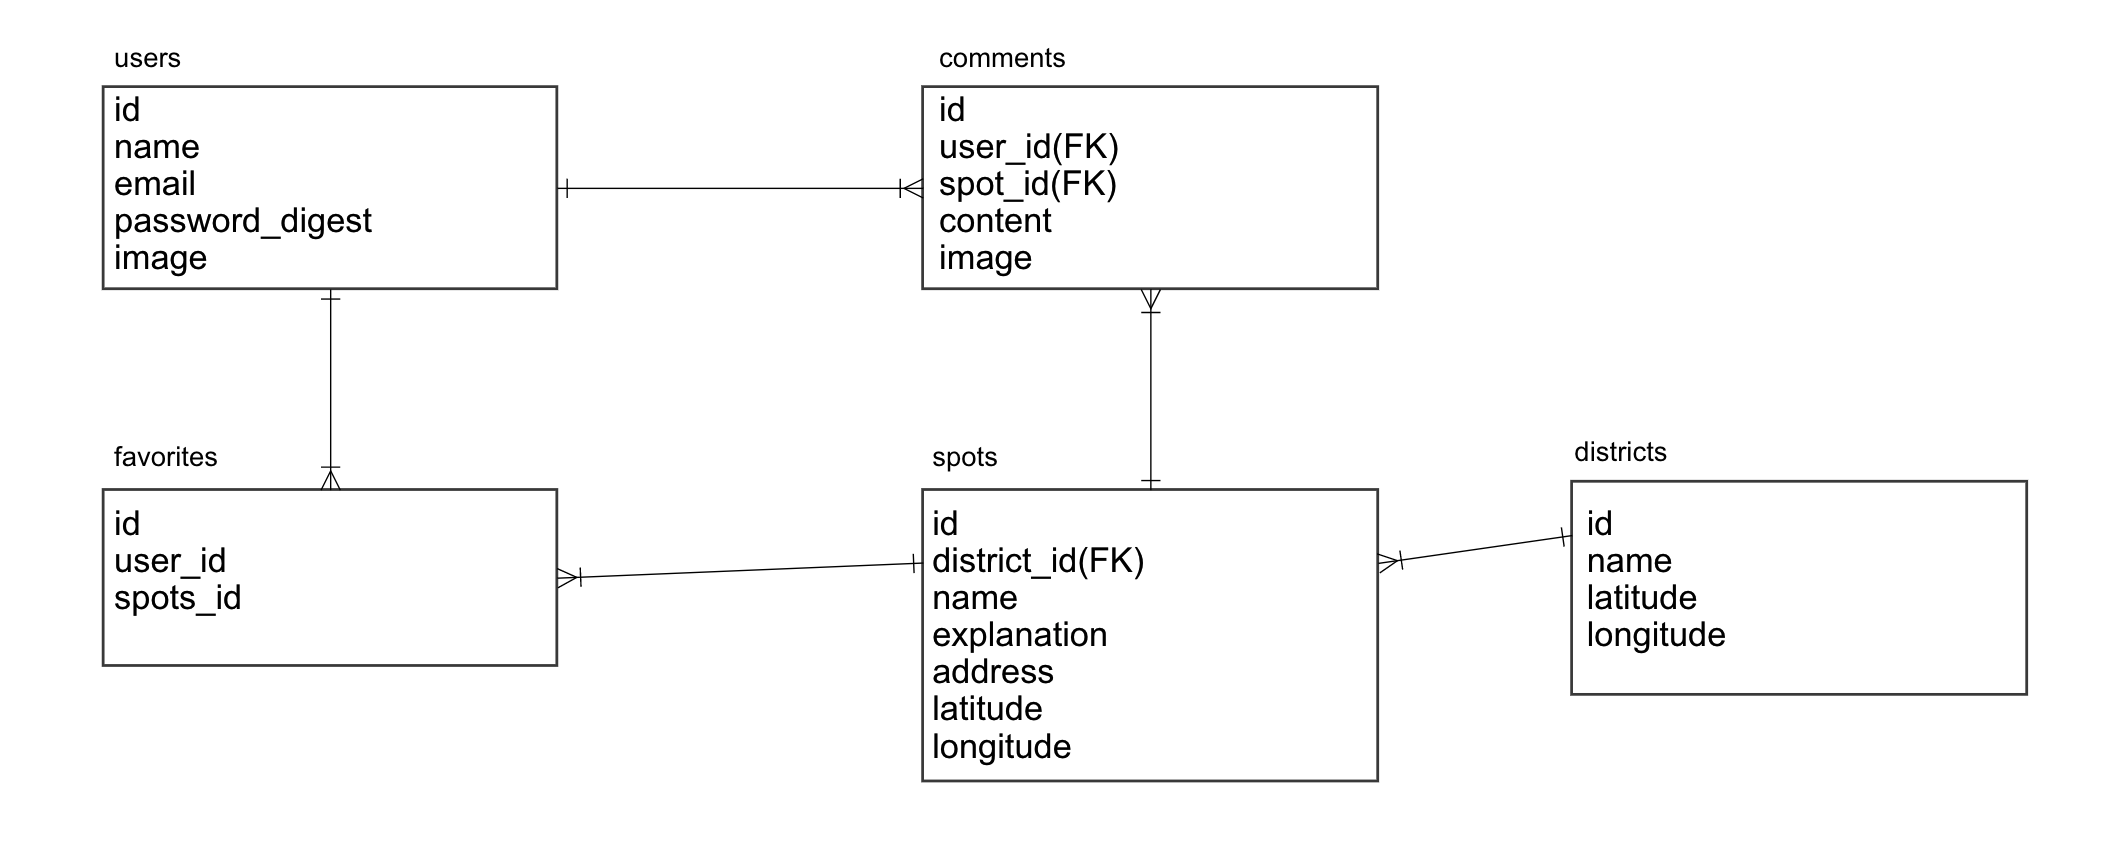 users
id
name
email
password_digest
image
comments
id
user_id(FK)
spot_id(FK)
content
image
favorites
id
user_id
spots_id
spots
id
district_id(FK)
name
explanation
address
latitude
longitude
districts
id
name
latitude
longitude